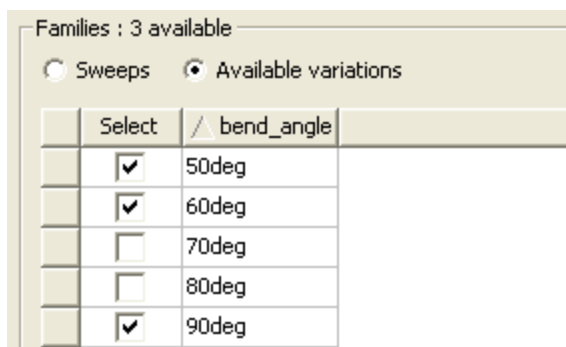 Families : 3 available
Sweeps Available variations
Select bend_angle
50deg
60deg
70deg
80deg
90deg